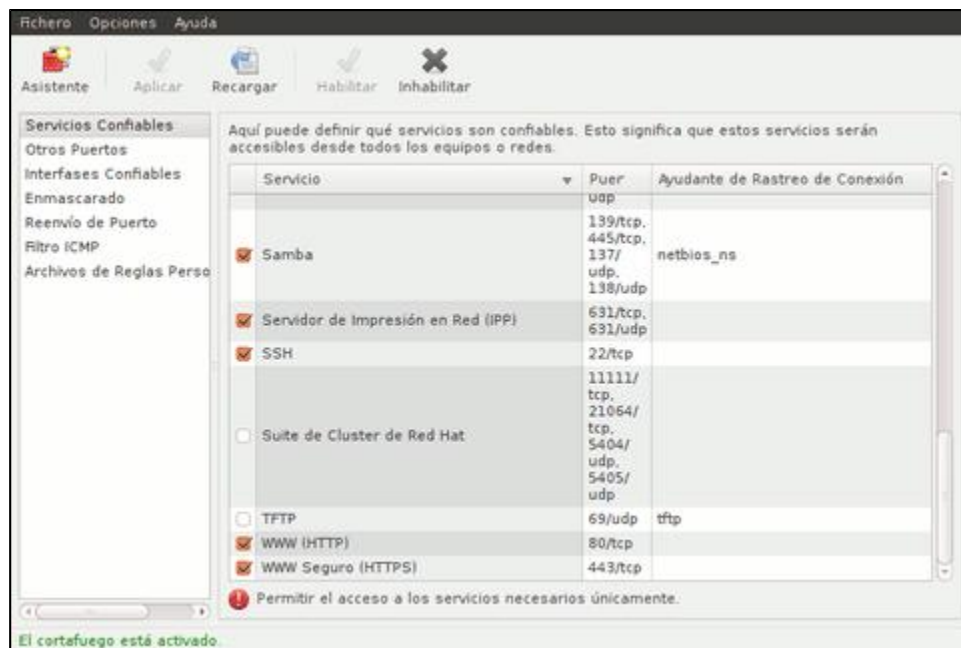 Fichero Opciones Ayuda
Asistente Aplicar Recargar Habilitar Inhabilitar
Servicios Confiables
Otros Puertos
Interfases Confiables
Enmascarado
Reenvío de Puerto
Filtro ICMP
Archivos de Reglas Perso
Aquí puede definir qué servicios son confiables. Esto significa que estos servicios serán
accesibles desde todos los equipos o redes.
Servicio Puer Ayudante de Rastreo de Conexión
udp
139/tcp,
445/tcp,
Samba 137/ netbios_ns
udp,
138/udp
Servidor de Impresión en Red (IPP) 631/tcp,
631/udp
SSH 22/tcp
11111/
tcp,
21064/
tcp,
Suite de Cluster de Red Hat 5404/
udp,
5405/
udp
TFTP 69/udp tftp
WWW (HTTP) 80/tcp
WWW Seguro (HTTPS) 443/tcp
Permitir el acceso a los servicios necesarios únicamente.
El cortafuego está activado.